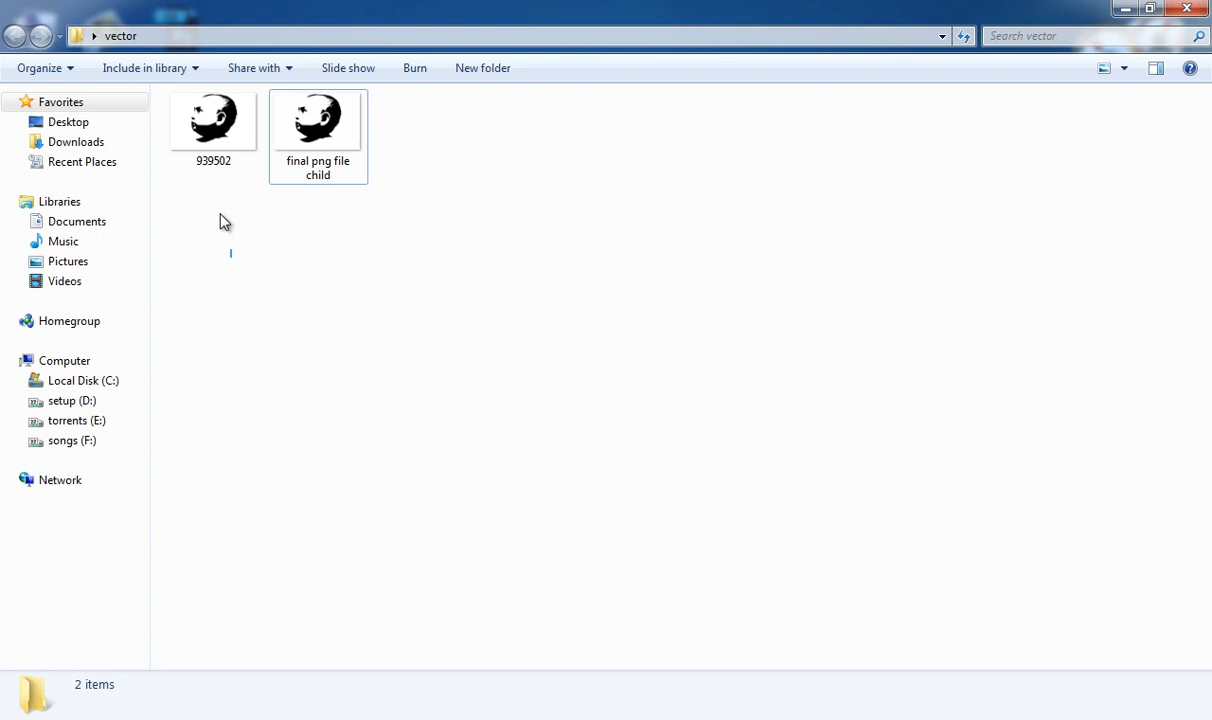 vector
Search vector
Organize
Include in library
Share with
Slide show
Burn
New folder
Favorites
Desktop
Downloads
Recent Places
Libraries
Documents
Music
Pictures
Videos
Homegroup
Computer
Local Disk (C:)
setup (D:)
torrents (E:)
songs (F:)
Network
939502
final png file
child
2 items